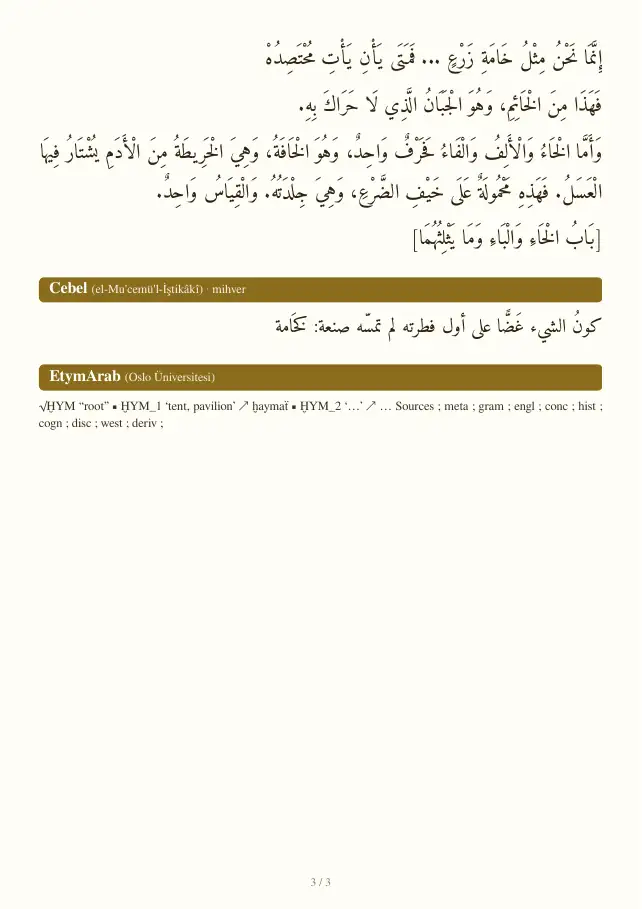 إِنَّمَا نَحْنُ مِثْلُ خَامَةِ زَرْعٍ ... فَمَتَى يَأْنِ يَأْتِ مُحْتَصِدُهْ
فَهَذَا مِنَ الْخَائِمِ، وَهُوَ الْجَبَانُ الَّذِي لَا حَرَاكَ بِهِ.
وَأَمَّا الْخَاءُ وَالْأَلِفُ وَالْفَاءُ فَحَرْفٌ وَاحِدٌ، وَهُوَ الْخَافَةُ، وَهِيَ الْخَرِيطَةُ مِنَ الْأَدَمِ يُشْتَارُ فِيهَا
الْعَسَلُ. فَهَذِهِ مَحْمُولَةٌ عَلَى خَيْفِ الضَّرْعِ، وَهِيَ جِلْدَتُهُ. وَالْقِيَاسُ وَاحِدٌ.
[بَابُ الْخَاءِ وَالْبَاءِ وَمَا يَثْلِثُهُمَا]
Cebel (el-Mu'cemü'l-İştikâkî) · mihver
كونُ الشيء غَضًّا على أول فطرته لم تمسّه صنعة: كخَامة
EtymArab (Oslo Üniversitesi)
√ḪYM “root” ▪ ḪYM_1 ‘tent, pavilion’ ↗ ḫaymaẗ ▪ ḪYM_2 ‘…’ ↗ … Sources ; meta ; gram ; engl ; conc ; hist ;
cogn ; disc ; west ; deriv ;
3 / 3